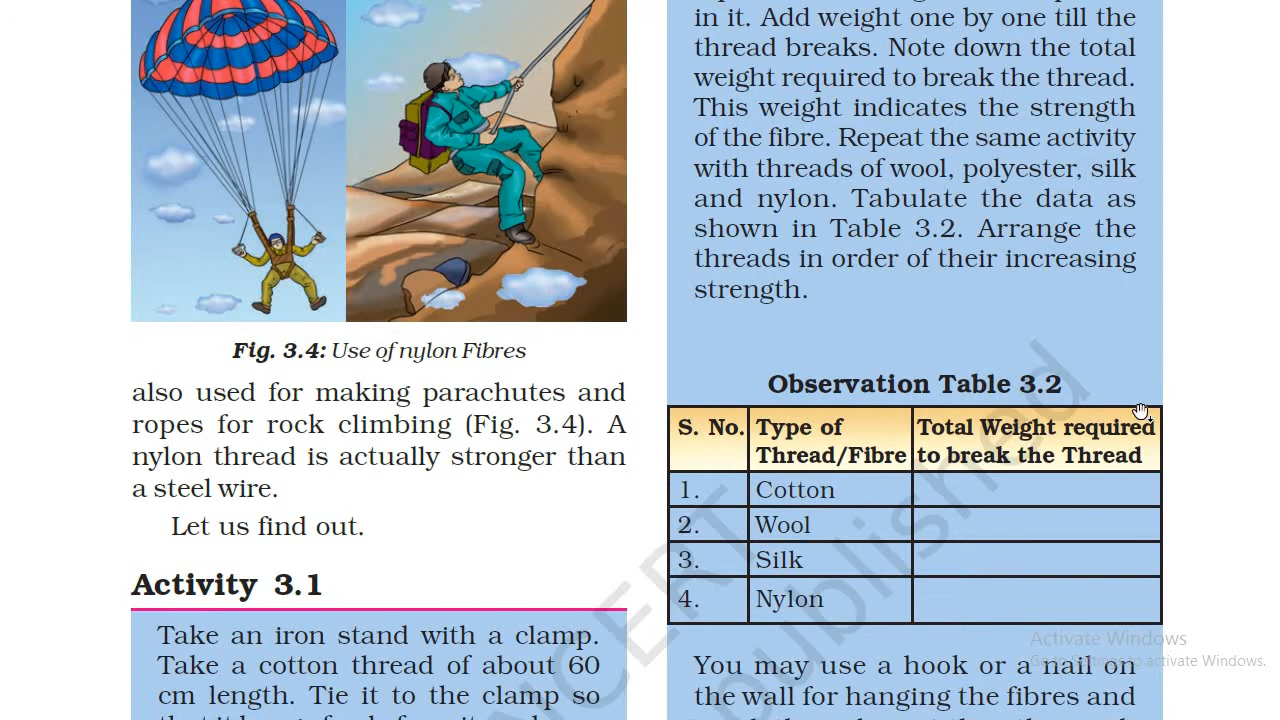 Fig. 3.4: Use of nylon Fibres
also used for making parachutes and
ropes for rock climbing (Fig. 3.4). A
nylon thread is actually stronger than
a steel wire.
Let us find out.
Activity 3.1
Take an iron stand with a clamp.
Take a cotton thread of about 60
cm length. Tie it to the clamp so
in it. Add weight one by one till the
thread breaks. Note down the total
weight required to break the thread.
This weight indicates the strength
of the fibre. Repeat the same activity
with threads of wool, polyester, silk
and nylon. Tabulate the data as
shown in Table 3.2. Arrange the
threads in order of their increasing
strength.
Observation Table 3.2
S. No. Type of Thread/Fibre Total Weight required to break the Thread
1. Cotton
2. Wool
3. Silk
4. Nylon
You may use a hook or a nail on
the wall for hanging the fibres and
NCERT
published
Activate Windows
Go to Settings to activate Windows.